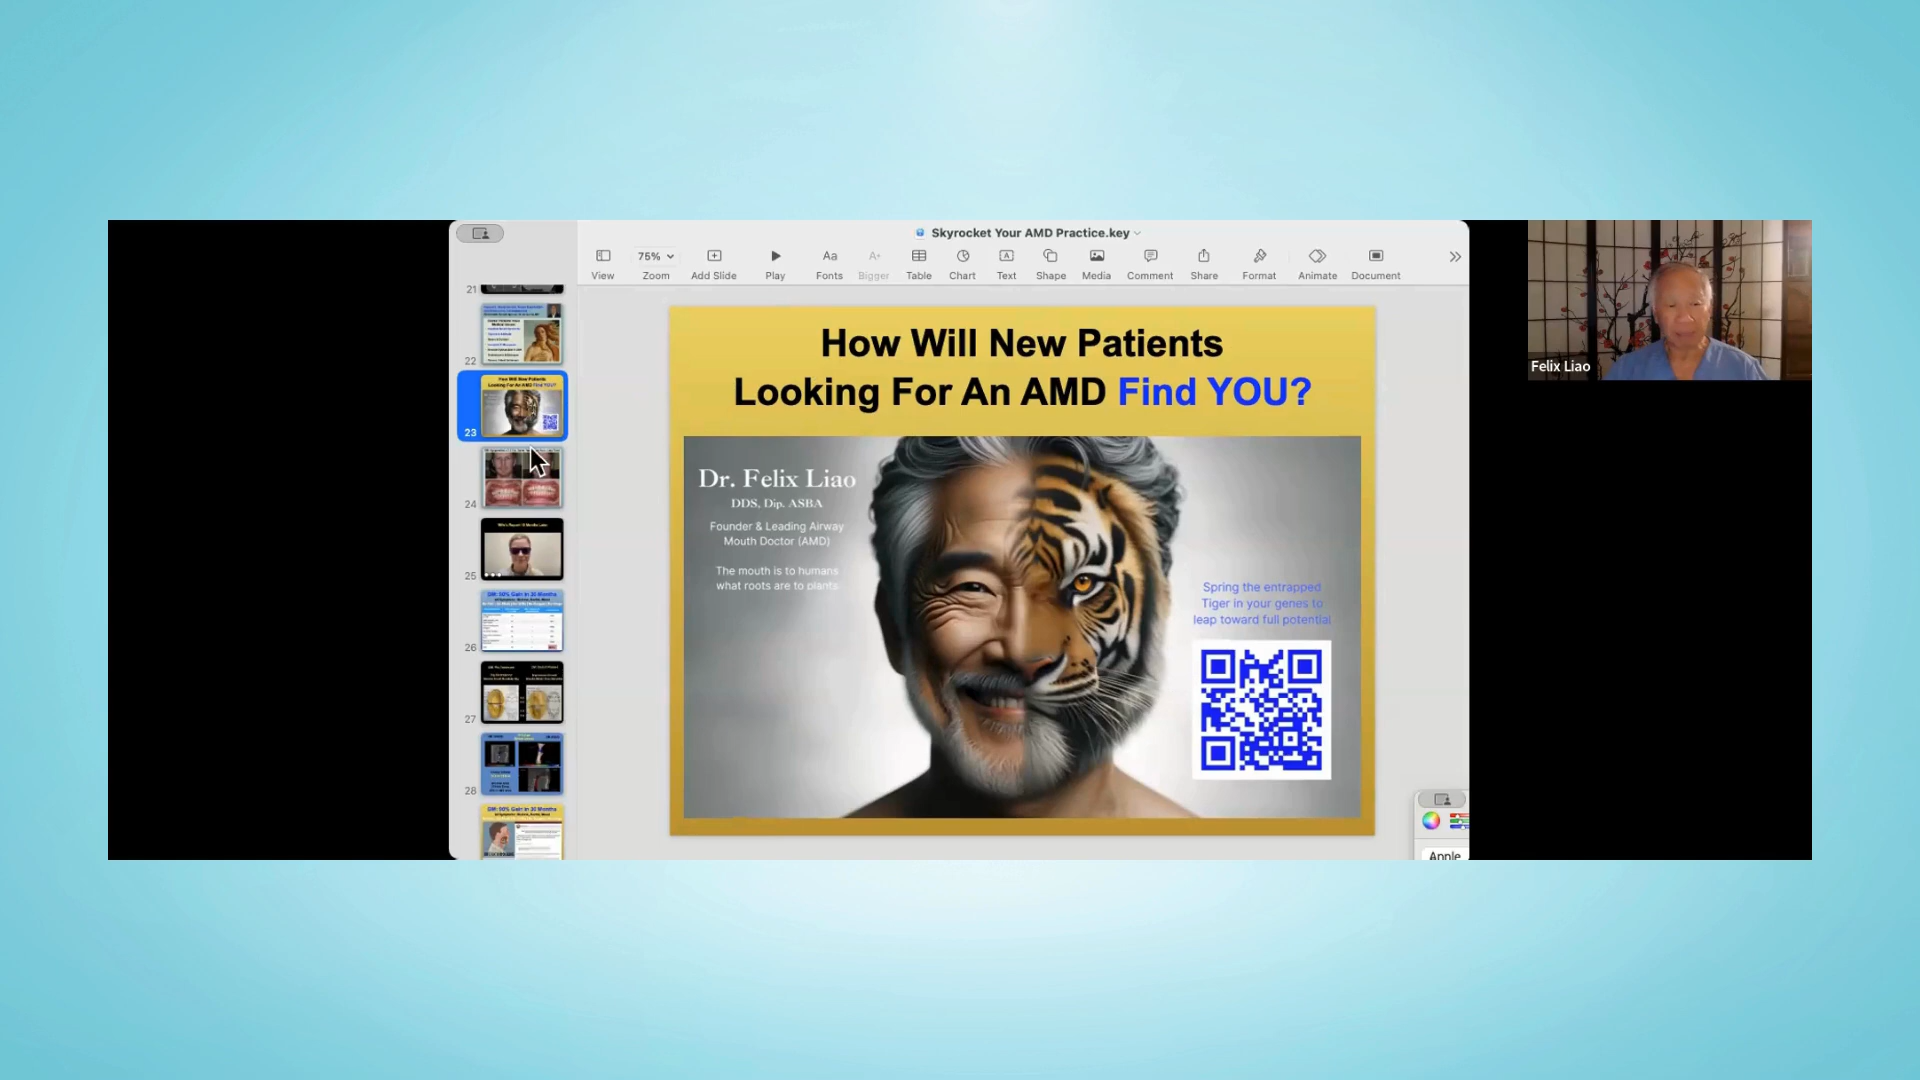 Skyrocket Your AMD Practice.key
View
75%
Zoom
Add Slide
Play
Aa
Fonts
A+
Bigger
Table
Chart
A
Text
Shape
Media
Comment
Share
Format
Animate
Document
21
22
23
24
25
26
27
28
How Will New Patients
Looking For An AMD Find YOU?
Dr. Felix Liao
DDS, Dip. ASBA
Founder & Leading Airway
Mouth Doctor (AMD)
The mouth is to humans
what roots are to plants
Spring the entrapped
Tiger in your genes to
leap toward full potential
Apple
Felix Liao